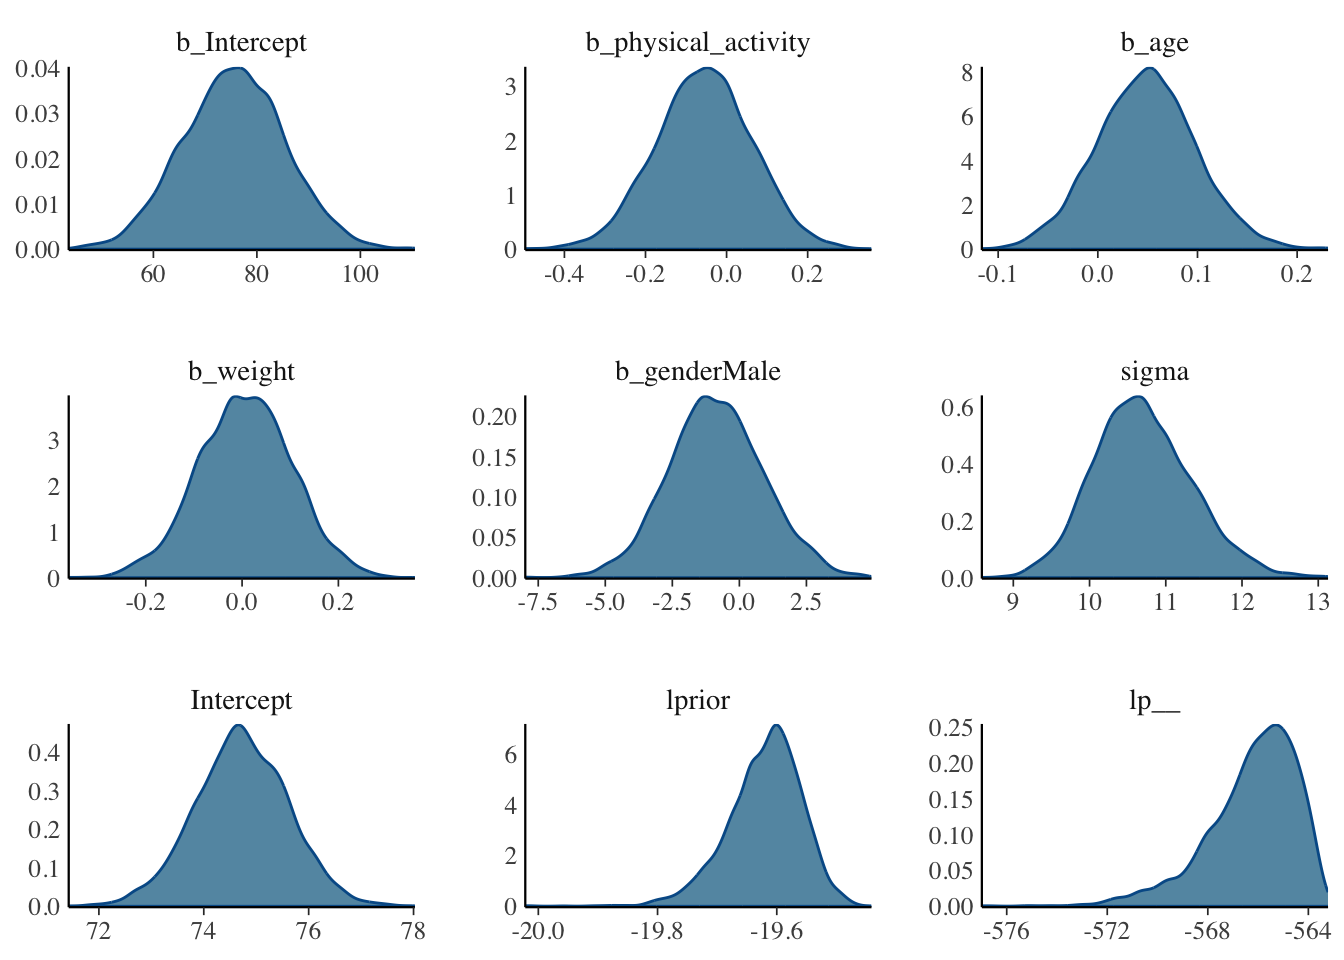 b_Intercept
0.04
0.03
0.02
0.01
0.00
60 80 100
b_physical_activity
3
2
1
0
-0.4 -0.2 0.0 0.2
b_age
8
6
4
2
0
-0.1 0.0 0.1 0.2
b_weight
3
2
1
0
-0.2 0.0 0.2
b_genderMale
0.20
0.15
0.10
0.05
0.00
-7.5 -5.0 -2.5 0.0 2.5
sigma
0.6
0.4
0.2
0.0
9 10 11 12 13
Intercept
0.4
0.3
0.2
0.1
0.0
72 74 76 78
lprior
6
4
2
0
-20.0 -19.8 -19.6
lp__
0.25
0.20
0.15
0.10
0.05
0.00
-576 -572 -568 -564